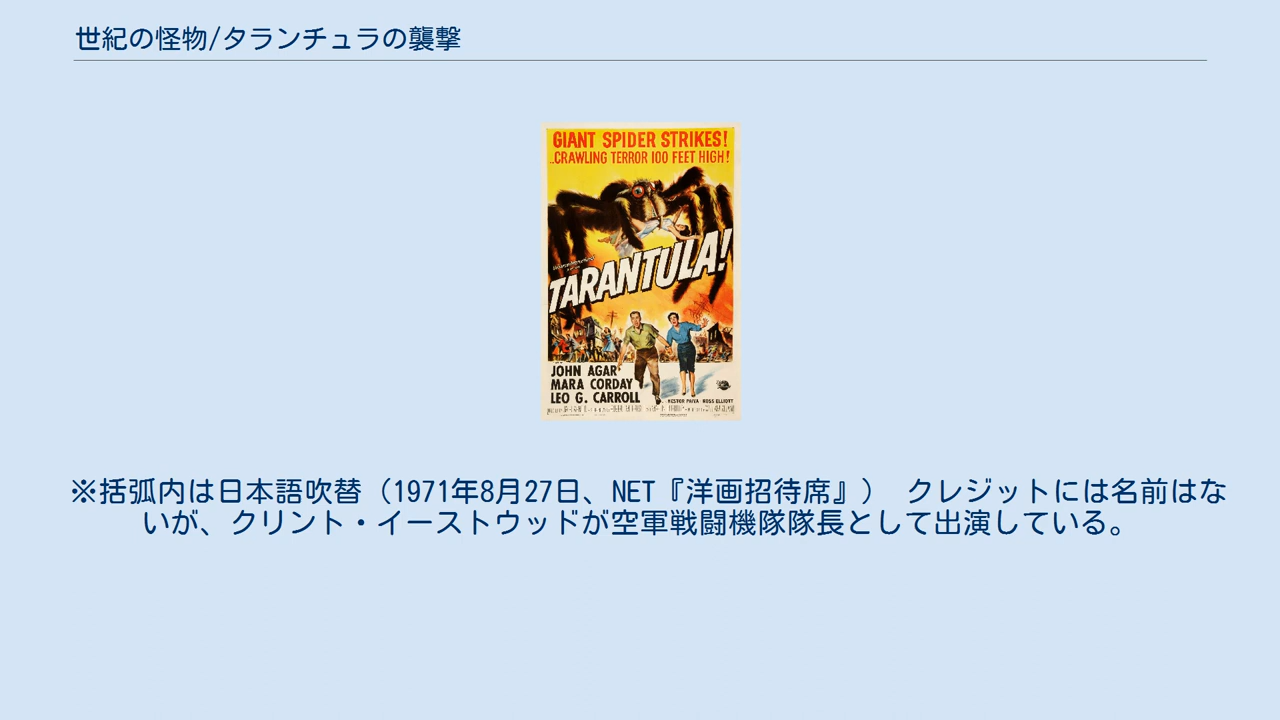 世紀の怪物/タランチュラの襲撃
GIANT SPIDER STRIKES!
..CRAWLING TERROR 100 FEET HIGH!
TARANTULA!
JOHN AGAR
MARA CORDAY
LEO G. CARROLL
NESTOR PAIVA ROSS ELLIOTT
※括弧内は日本語吹替（1971年8月27日、NET『洋画招待席』） クレジットには名前はな
いが、クリント・イーストウッドが空軍戦闘機隊隊長として出演している。